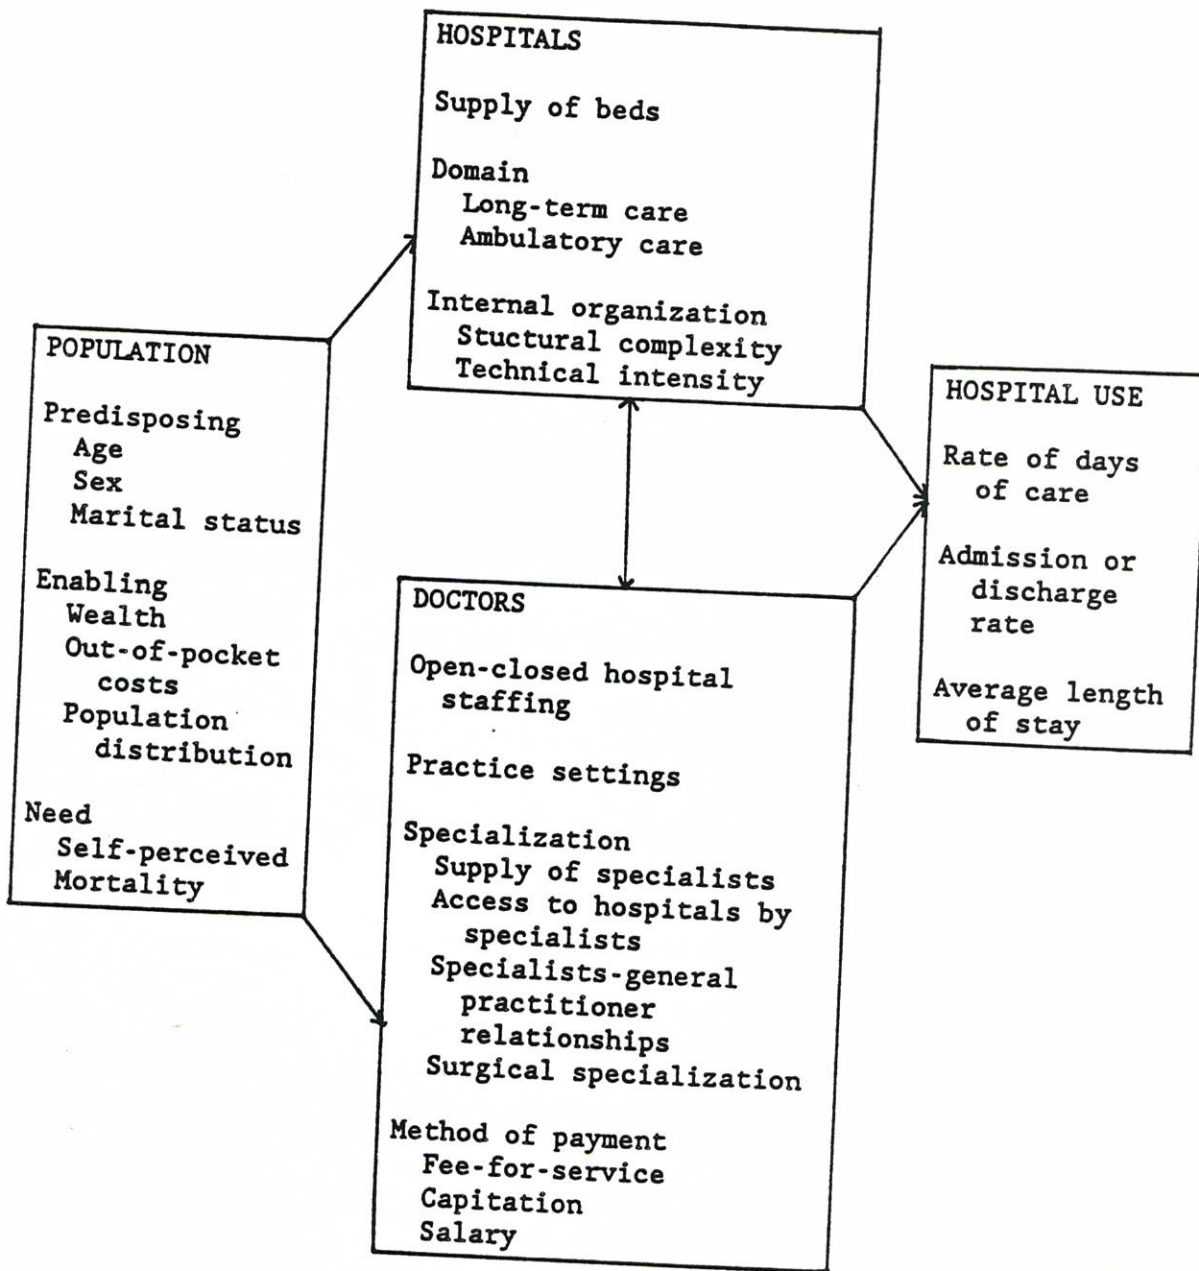 HOSPITALS
Supply of beds
Domain
Long-term care
Ambulatory care
Internal organization
Stuctural complexity
Technical intensity
POPULATION
Predisposing
Age
Sex
Marital status
Enabling
Wealth
Out-of-pocket
costs
Population
distribution
Need
Self-perceived
Mortality
DOCTORS
Open-closed hospital
staffing
Practice settings
Specialization
Supply of specialists
Access to hospitals by
specialists
Specialists-general
practitioner
relationships
Surgical specialization
Method of payment
Fee-for-service
Capitation
Salary
HOSPITAL USE
Rate of days
of care
Admission or
discharge
rate
Average length
of stay